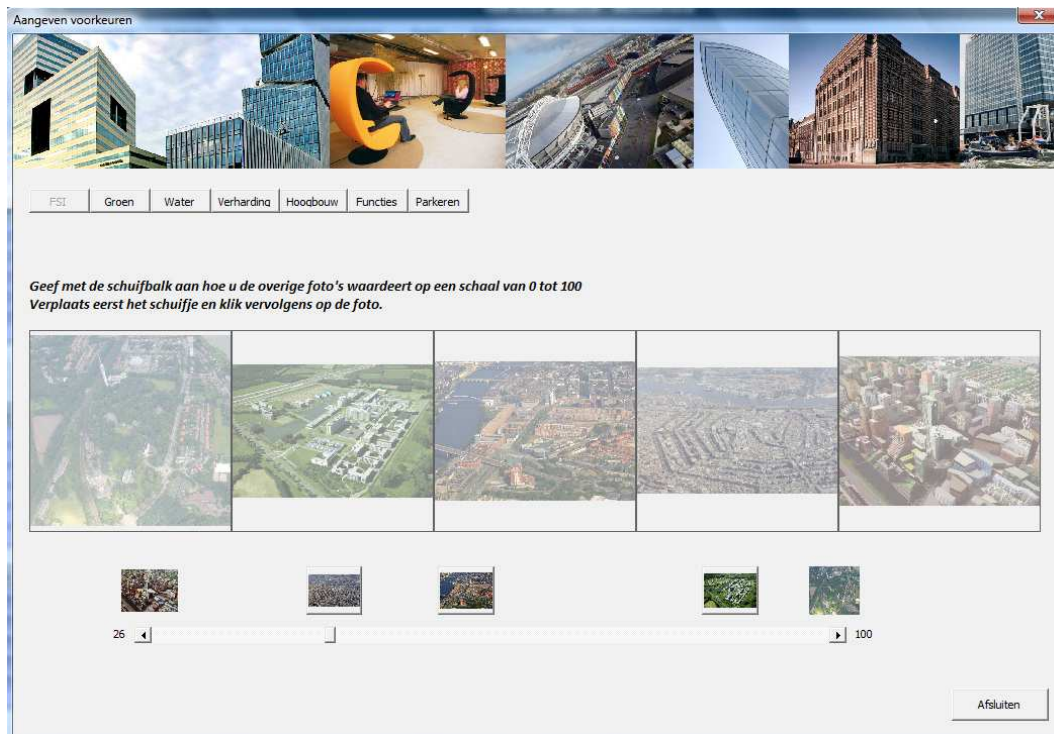 Aangeven voorkeuren
FSI Groen Water Verharding Hoogbouw Functies Parkeren
Geef met de schuifbalk aan hoe u de overige foto's waardeert op een schaal van 0 tot 100
Verplaats eerst het schuifje en klik vervolgens op de foto.
26 100
Afsluiten